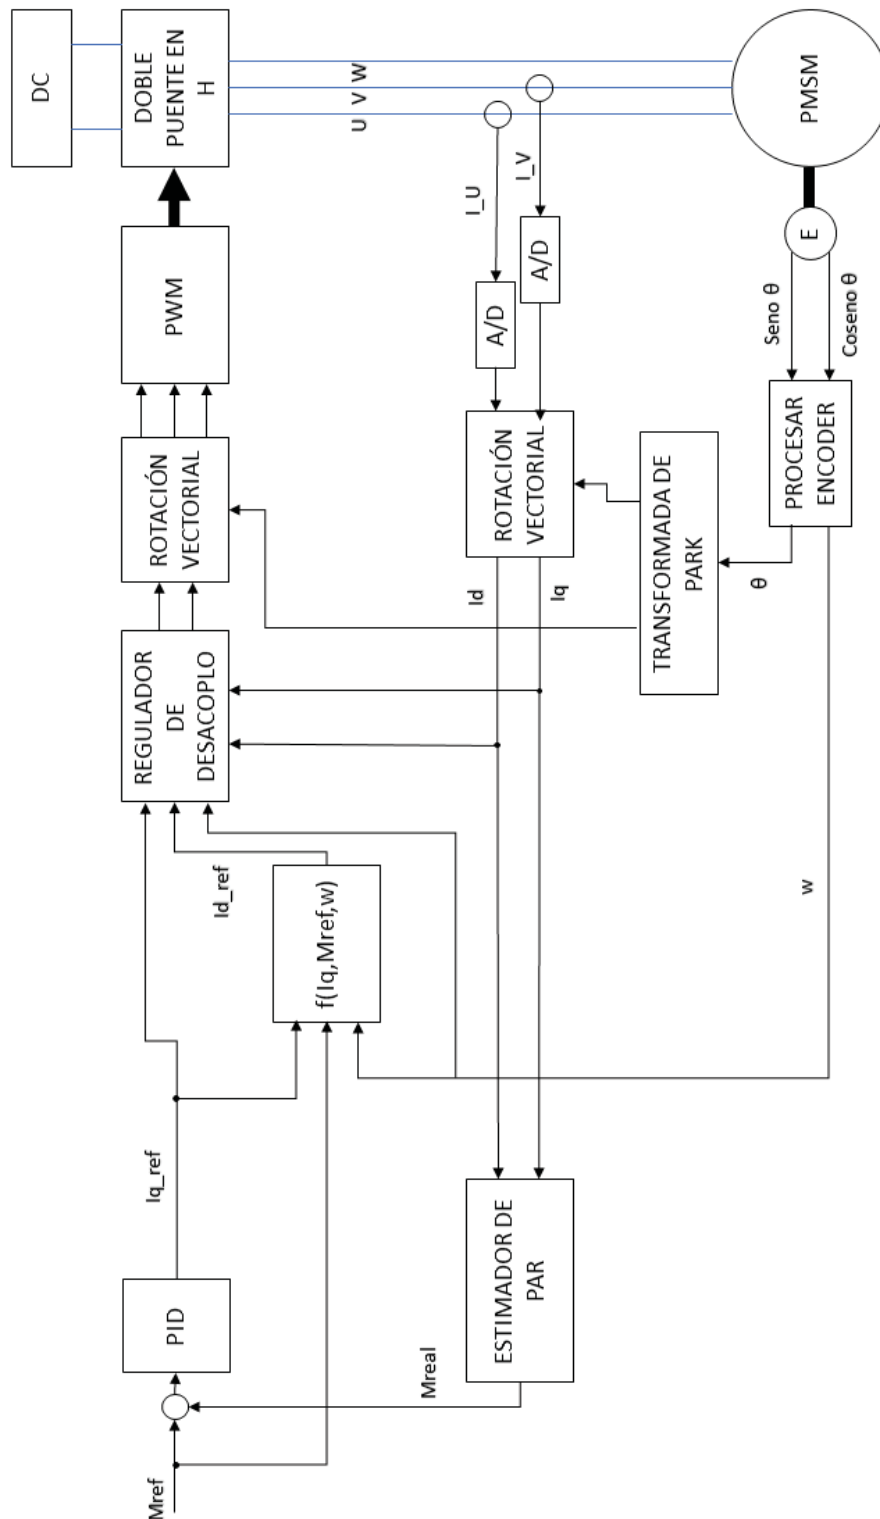 Mref
PID
Iq_ref
Mreal
ESTIMADOR DE
PAR
f(Iq,Mref,w)
Id_ref
REGULADOR
DE
DESACOPLO
ROTACIÓN
VECTORIAL
PWM
DOBLE
PUENTE EN
H
DC
U
V
W
I_U
I_V
A/D
A/D
ROTACIÓN
VECTORIAL
Id
Iq
TRANSFORMADA DE
PARK
θ
w
PROCESAR
ENCODER
Seno θ
Coseno θ
E
PMSM